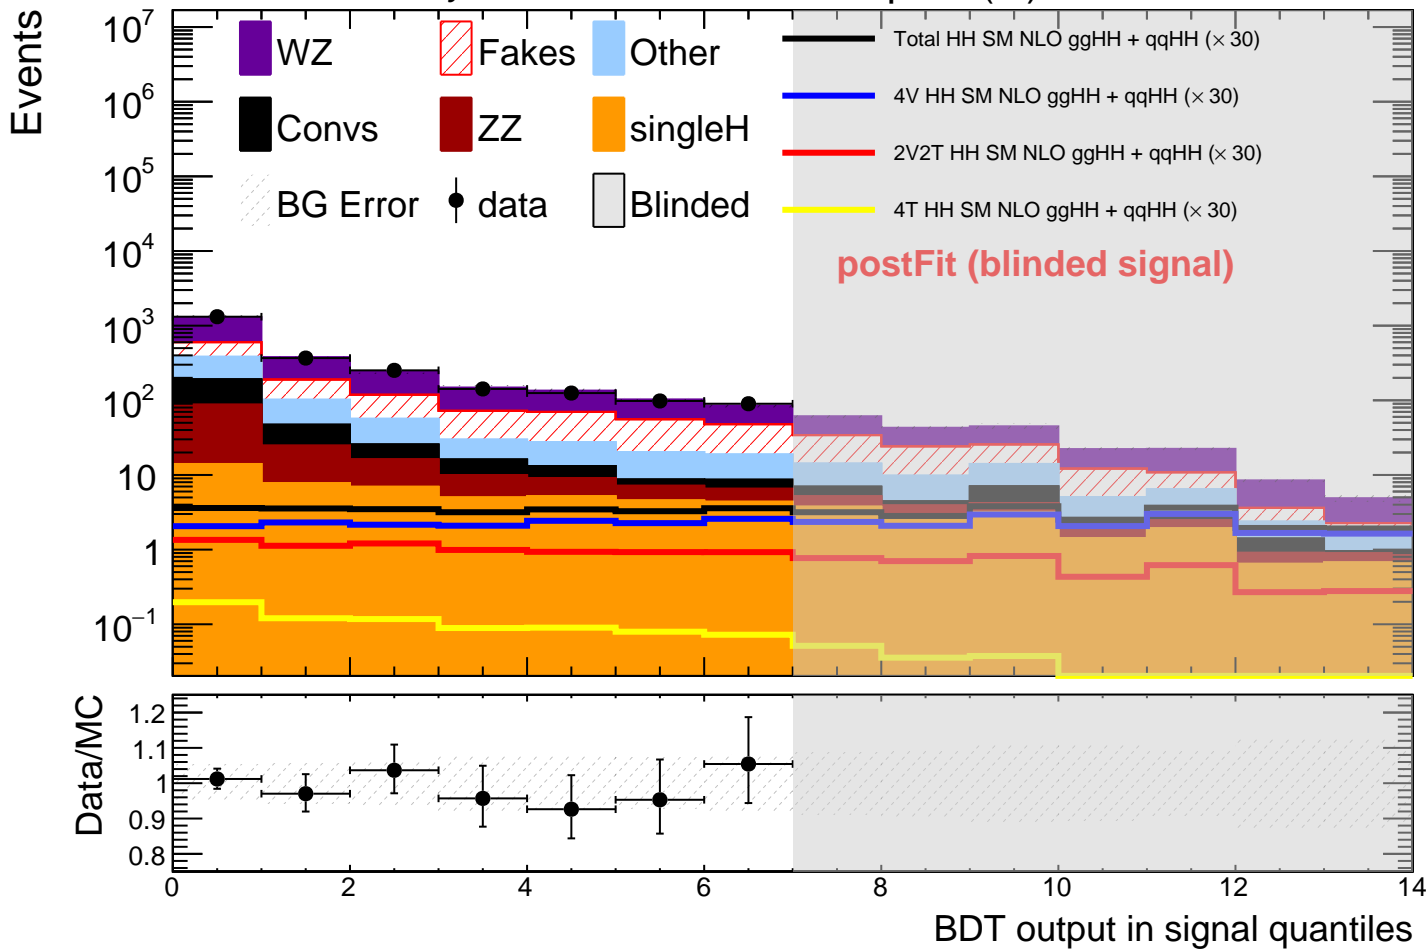 Events
10^7
10^6
10^5
10^4
10^3
10^2
10
1
10^−1
WZ
Fakes
Other
Convs
ZZ
singleH
BG Error
data
Blinded
Total HH SM NLO ggHH + qqHH (× 30)
4V HH SM NLO ggHH + qqHH (× 30)
2V2T HH SM NLO ggHH + qqHH (× 30)
4T HH SM NLO ggHH + qqHH (× 30)
postFit (blinded signal)
Data/MC
1.2
1.1
1
0.9
0.8
0 2 4 6 8 10 12 14
BDT output in signal quantiles